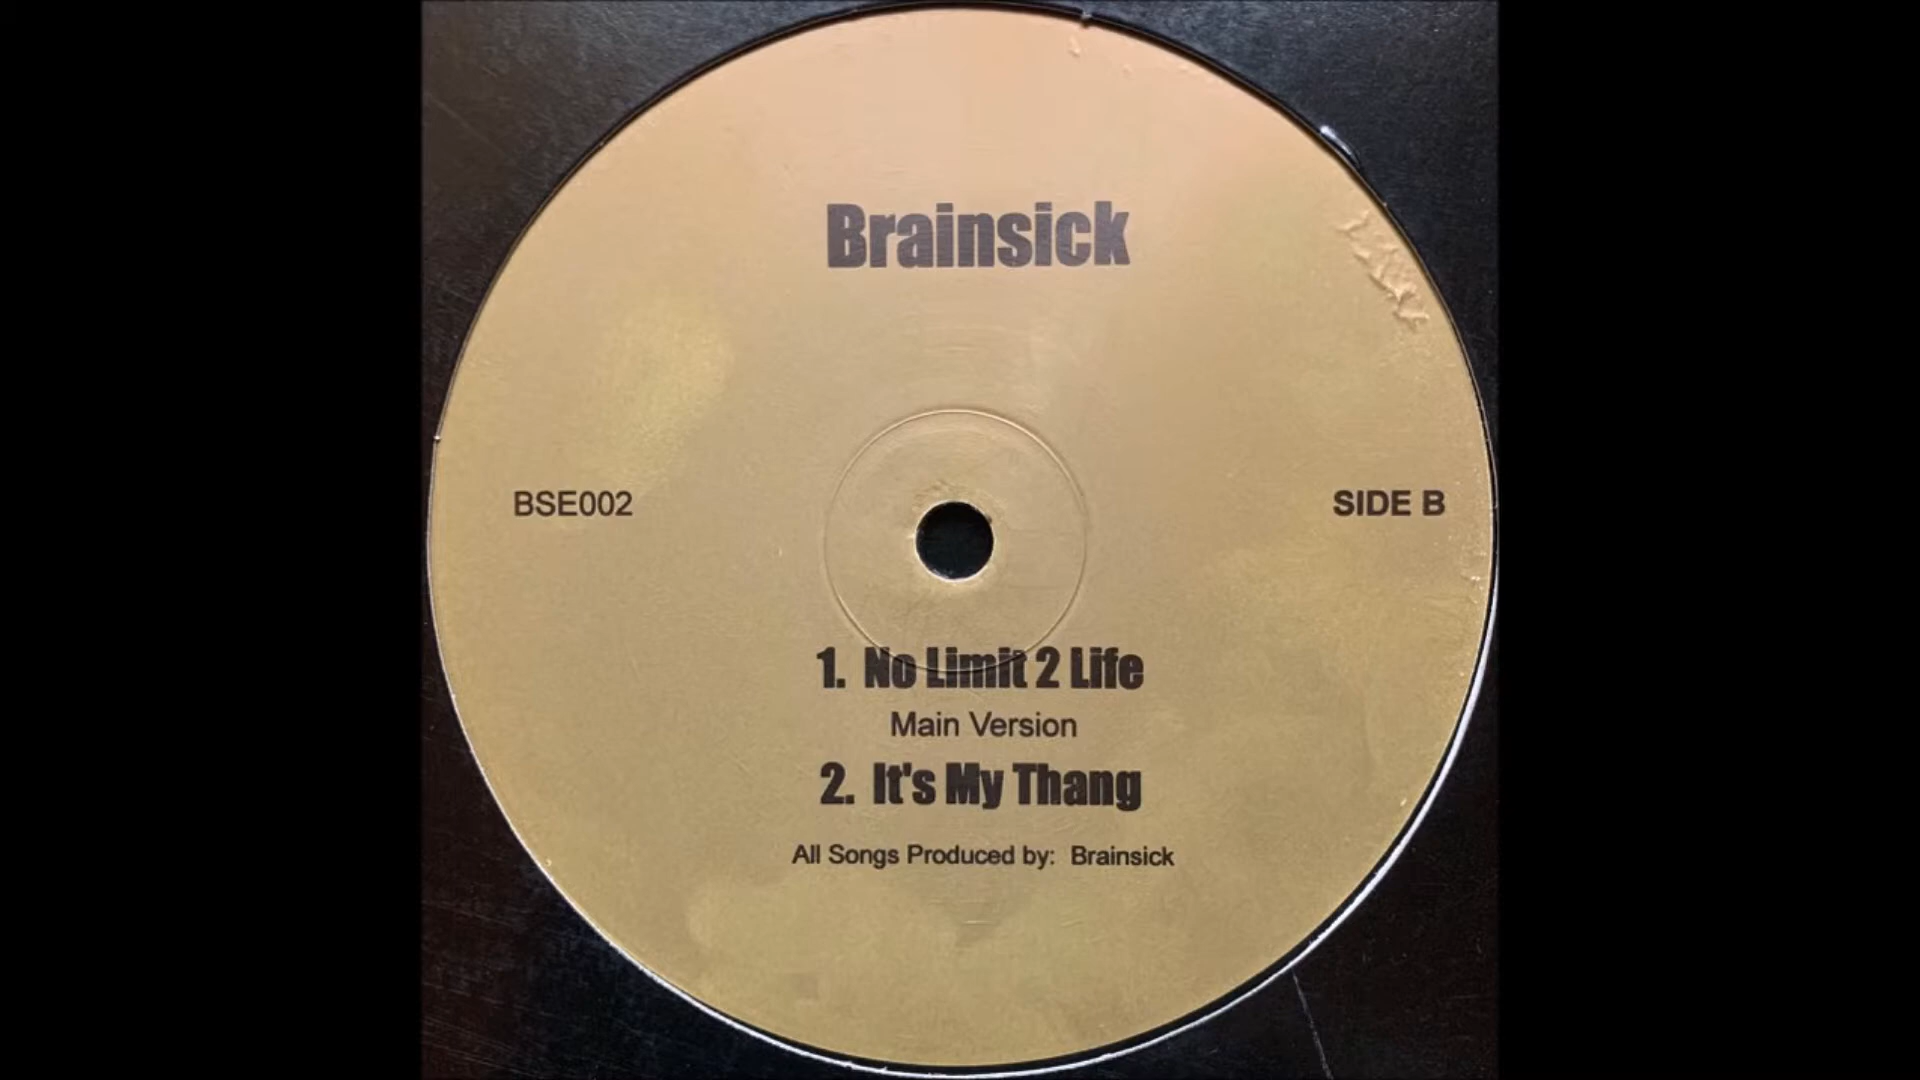 Brainsick
BSE002
SIDE B
1. No Limit 2 Life
Main Version
2. It's My Thang
All Songs Produced by: Brainsick